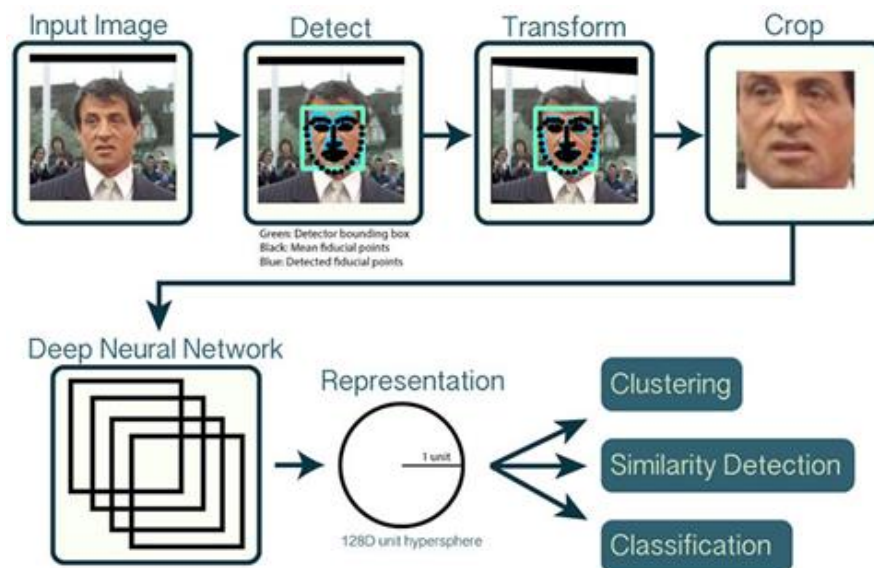 Input Image
Detect
Transform
Crop
Green: Detector bounding box
Black: Mean fiducial points
Blue: Detected fiducial points
Deep Neural Network
Representation
1 unit
128D unit hypersphere
Clustering
Similarity Detection
Classification